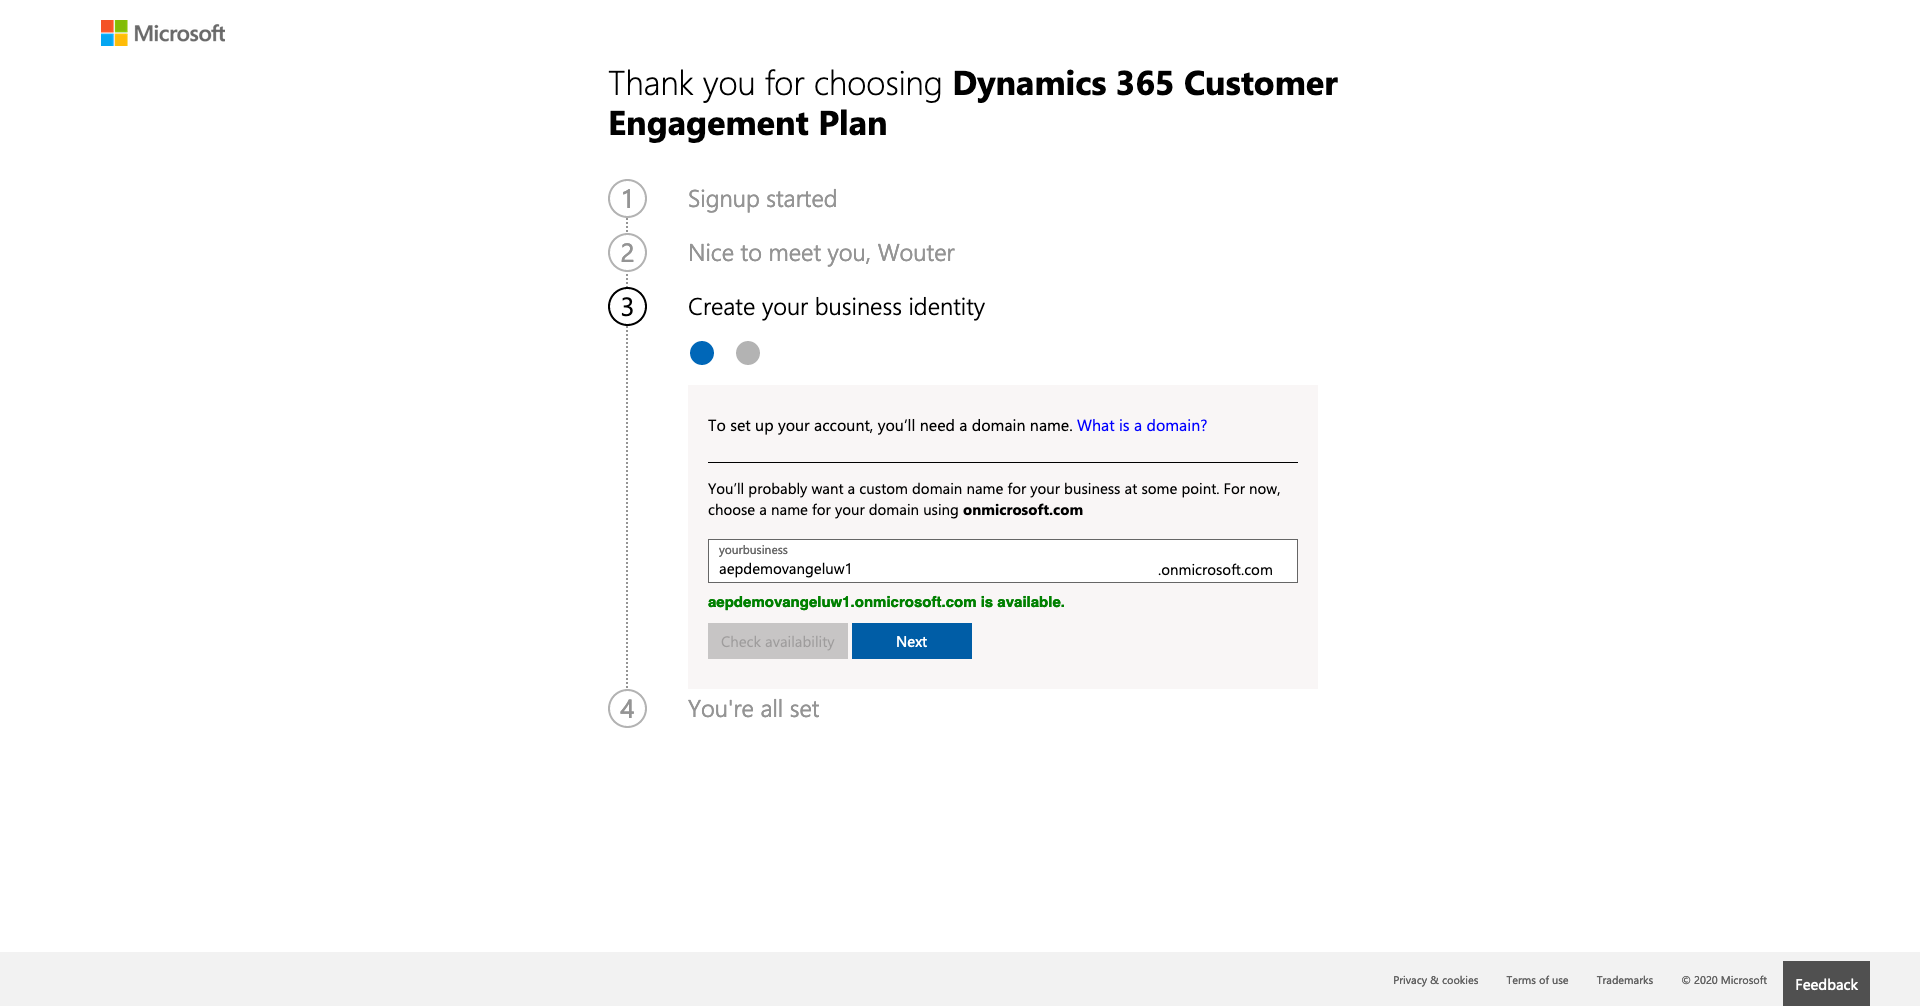 Microsoft
Thank you for choosing Dynamics 365 Customer
Engagement Plan
1 Signup started
2 Nice to meet you, Wouter
3 Create your business identity
To set up your account, you’ll need a domain name. What is a domain?
You’ll probably want a custom domain name for your business at some point. For now,
choose a name for your domain using onmicrosoft.com
yourbusiness
aepdemovangeluw1 .onmicrosoft.com
aepdemovangeluw1.onmicrosoft.com is available.
Check availability Next
4 You're all set
Privacy & cookies Terms of use Trademarks © 2020 Microsoft Feedback